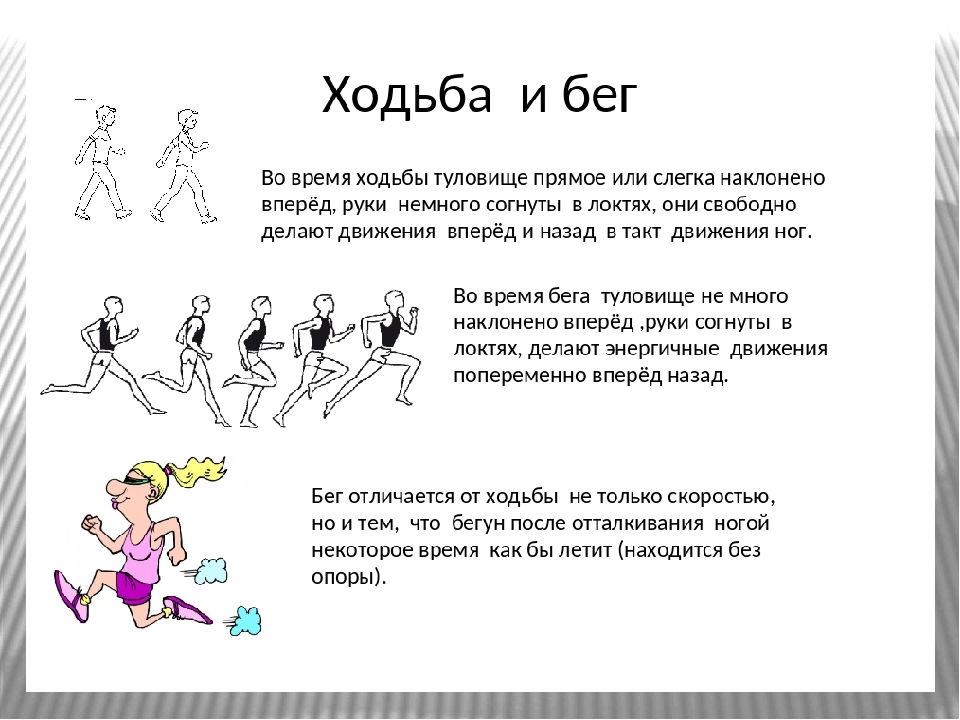 Ходьба и бег
Во время ходьбы туловище прямое или слегка наклонено
вперёд, руки немного согнуты в локтях, они свободно
делают движения вперёд и назад в такт движения ног.
Во время бега туловище не много
наклонено вперёд ,руки согнуты в
локтях, делают энергичные движения
попеременно вперёд назад.
Бег отличается от ходьбы не только скоростью,
но и тем, что бегун после отталкивания ногой
некоторое время как бы летит (находится без
опоры).